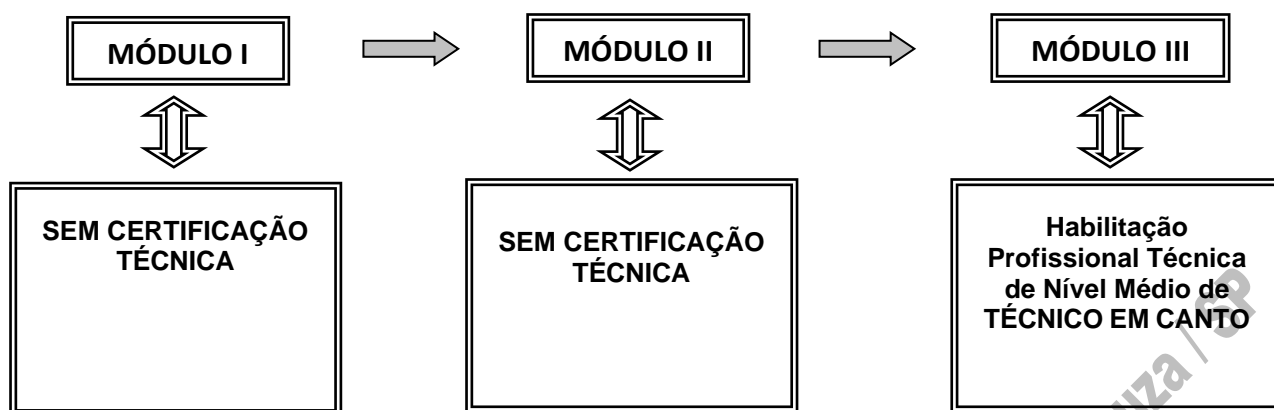 MÓDULO I
MÓDULO II
MÓDULO III
SEM CERTIFICAÇÃO
TÉCNICA
SEM CERTIFICAÇÃO
TÉCNICA
Habilitação
Profissional Técnica
de Nível Médio de
TÉCNICO EM CANTO
/ SP